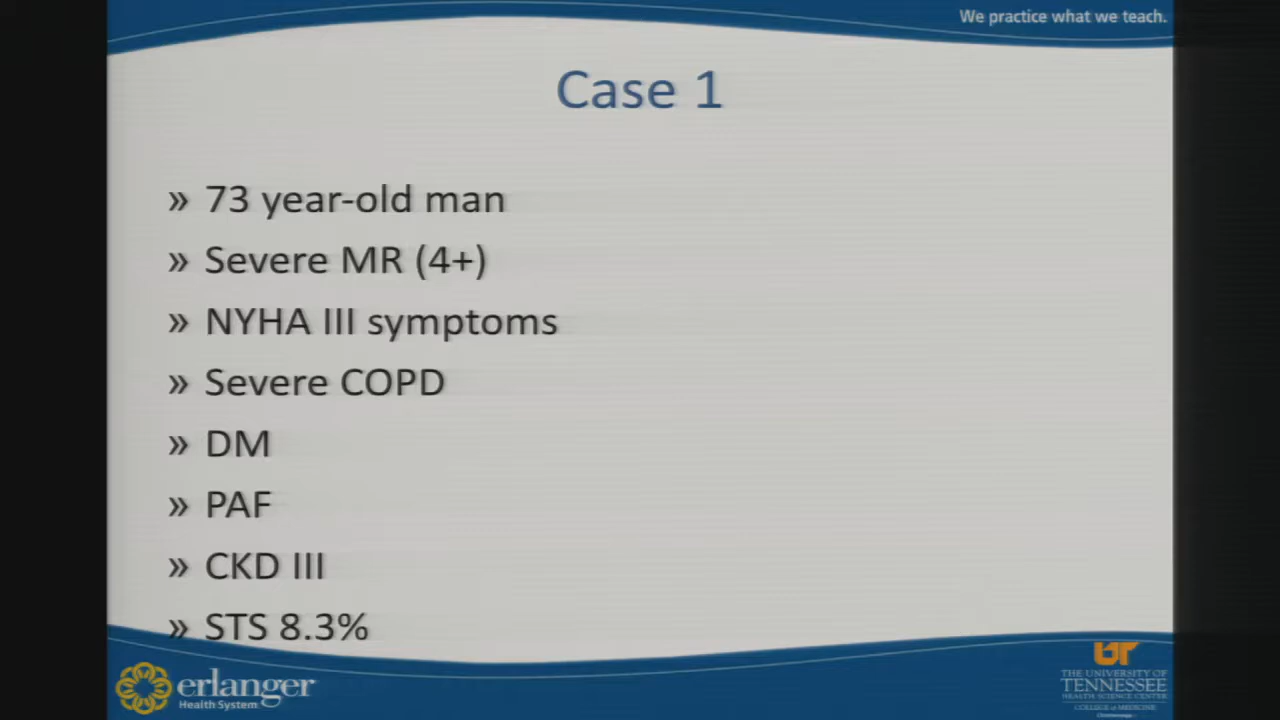 We practice what we teach.
Case 1
» 73 year-old man
» Severe MR (4+)
» NYHA III symptoms
» Severe COPD
» DM
» PAF
» CKD III
» STS 8.3%
erlanger
Health System
UT
THE UNIVERSITY OF
TENNESSEE
HEALTH SCIENCE CENTER
COLLEGE of MEDICINE
Chattanooga